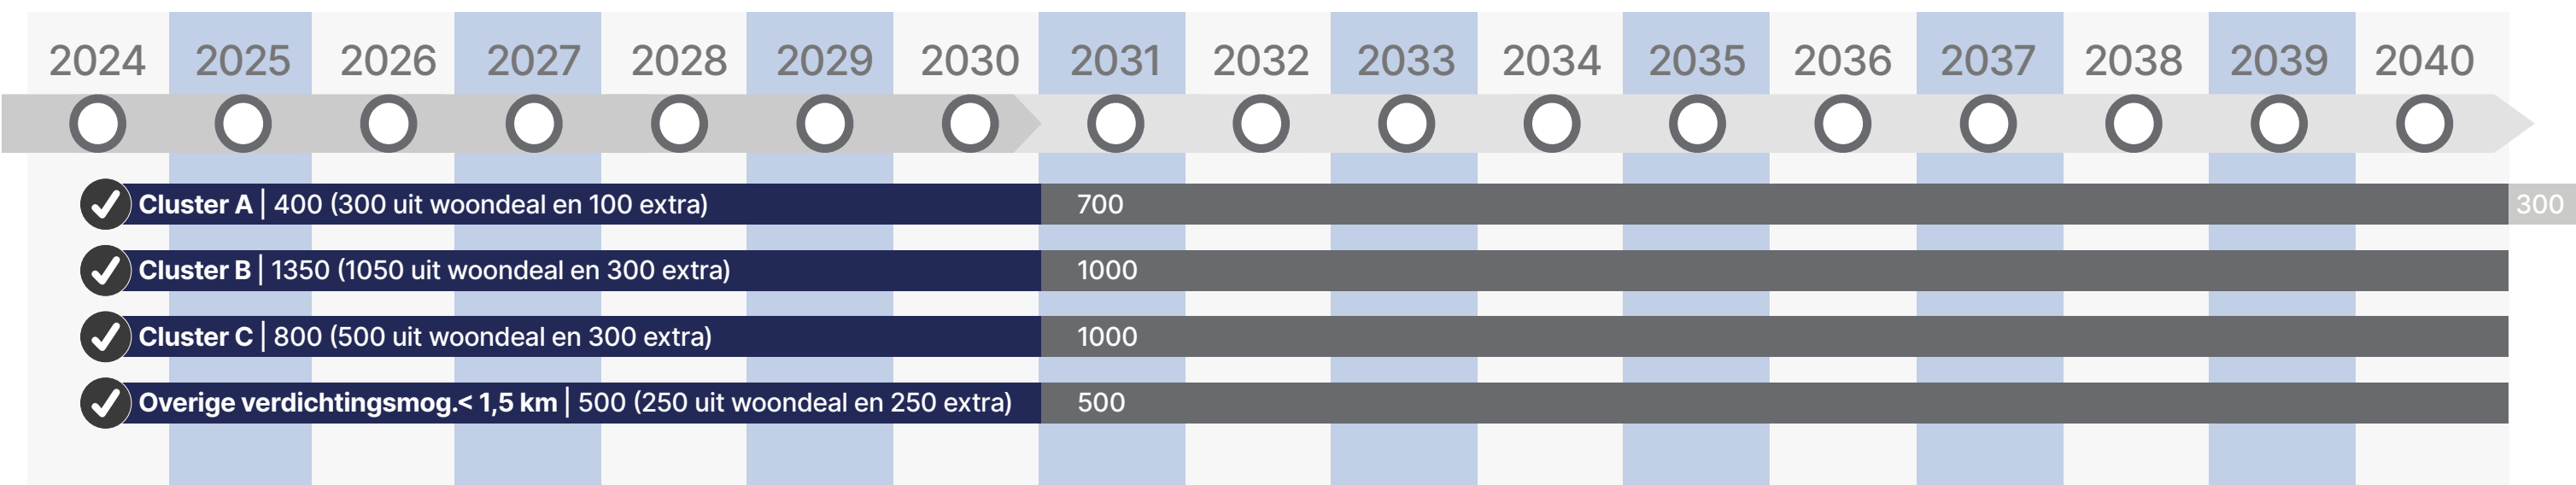 2024 2025 2026 2027 2028 2029 2030 2031 2032 2033 2034 2035 2036 2037 2038 2039 2040
Cluster A | 400 (300 uit woondeal en 100 extra) 700 300
Cluster B | 1350 (1050 uit woondeal en 300 extra) 1000
Cluster C | 800 (500 uit woondeal en 300 extra) 1000
Overige verdichtingsmog.< 1,5 km | 500 (250 uit woondeal en 250 extra) 500